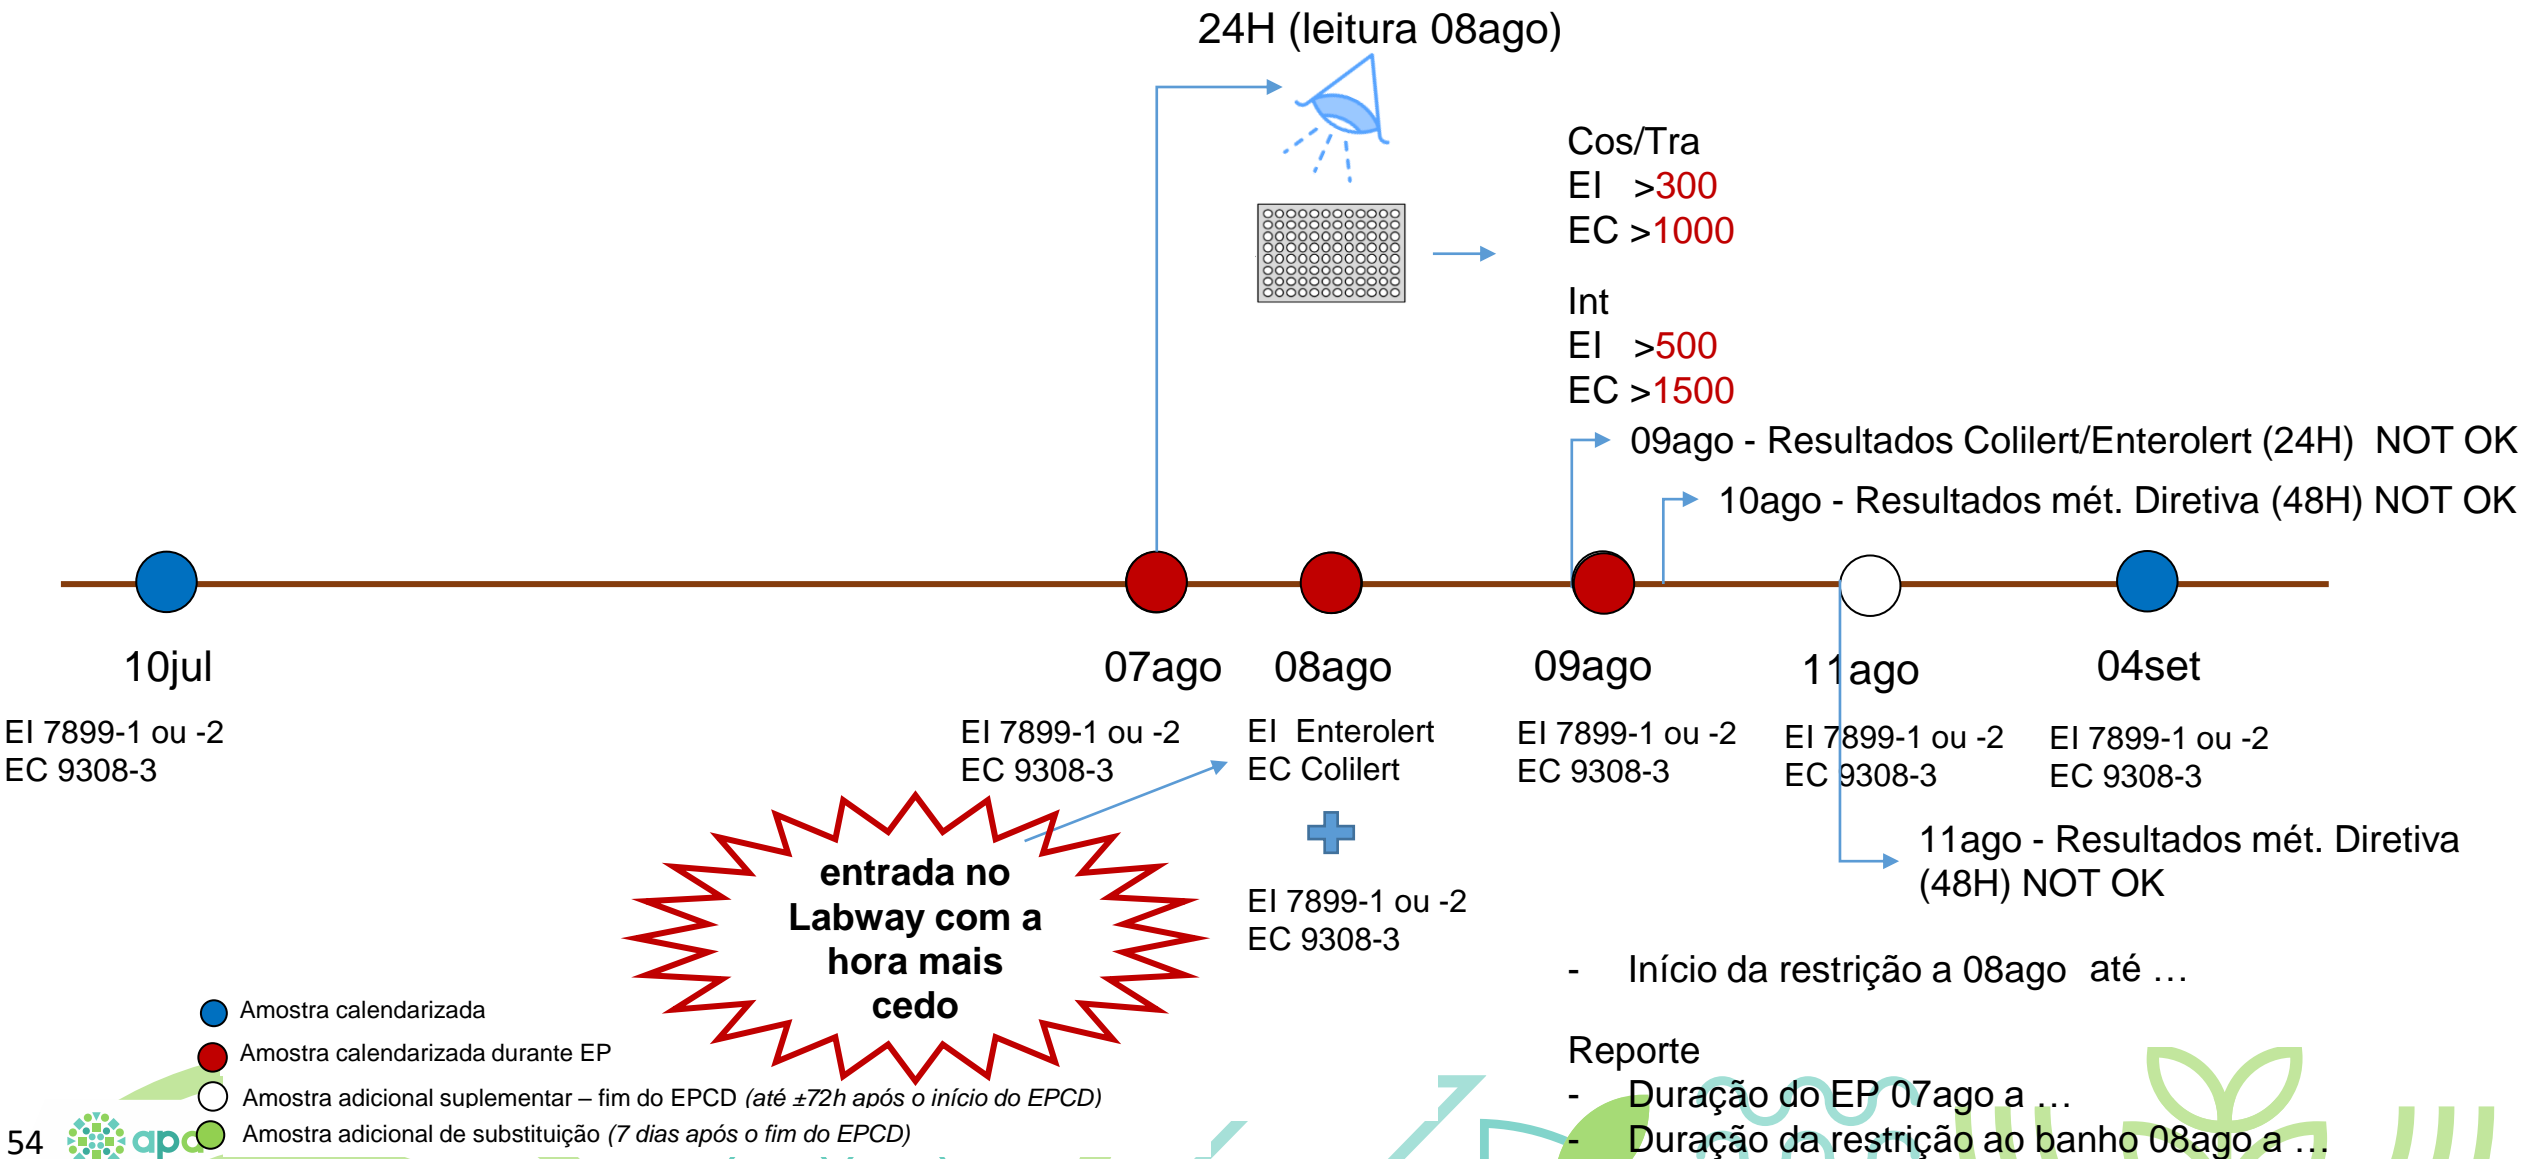 24H (leitura 08ago)
Cos/Tra
EI >300
EC >1000
Int
EI >500
EC >1500
09ago - Resultados Colilert/Enterolert (24H) NOT OK
10ago - Resultados mét. Diretiva (48H) NOT OK
10jul
07ago
08ago
09ago
11ago
04set
EI 7899-1 ou -2
EC 9308-3
EI 7899-1 ou -2
EC 9308-3
EI Enterolert
EC Colilert
EI 7899-1 ou -2
EC 9308-3
EI 7899-1 ou -2
EC 9308-3
EI 7899-1 ou -2
EC 9308-3
EI 7899-1 ou -2
EC 9308-3
entrada no
Labway com a
hora mais
cedo
11ago - Resultados mét. Diretiva
(48H) NOT OK
- Início da restrição a 08ago até …
Reporte
- Duração do EP 07ago a …
- Duração da restrição ao banho 08ago a …
Amostra calendarizada
Amostra calendarizada durante EP
Amostra adicional suplementar – fim do EPCD (até ±72h após o início do EPCD)
Amostra adicional de substituição (7 dias após o fim do EPCD)
54
apa